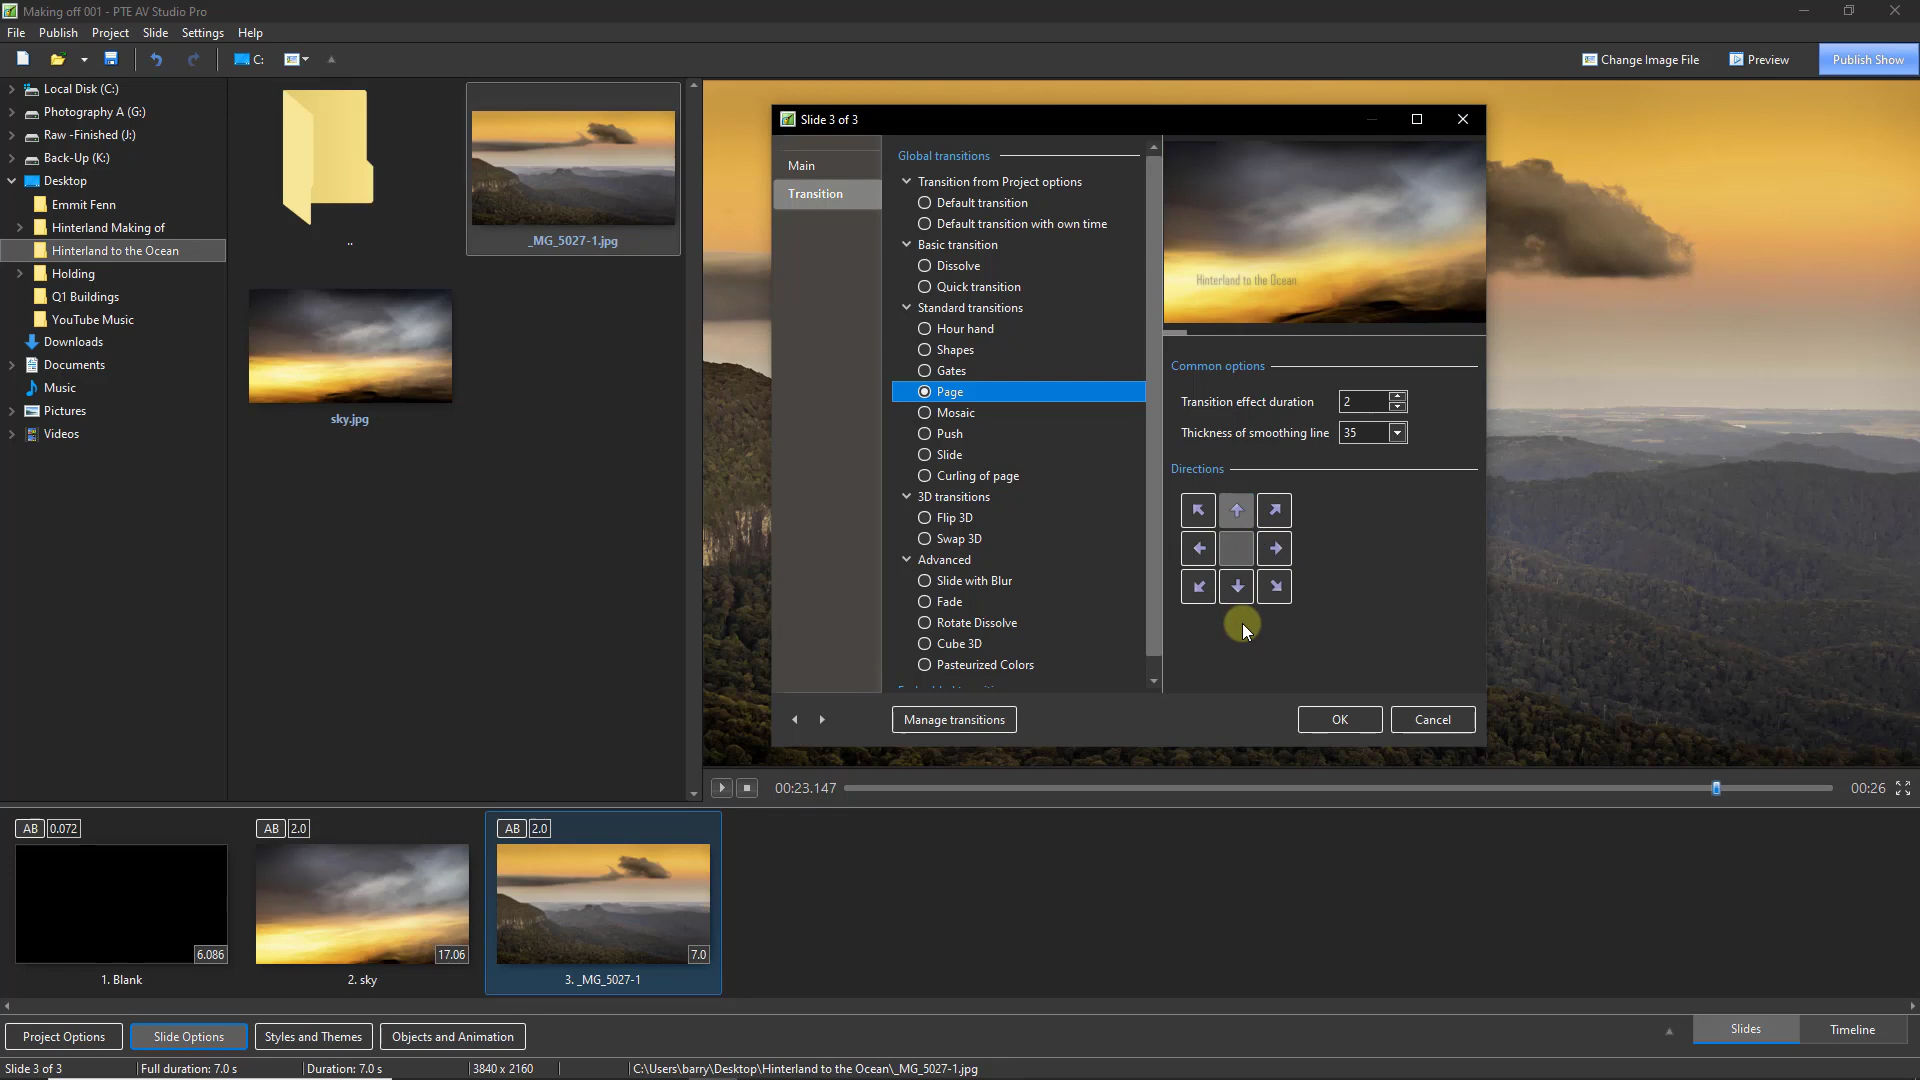 Making off 001 - PTE AV Studio Pro
File Publish Project Slide Settings Help
C:
Change Image File Preview Publish Show
Local Disk (C:)
Photography A (G:)
Raw -Finished (J:)
Back-Up (K:)
Desktop
Emmit Fenn
Hinterland Making of
Hinterland to the Ocean
Holding
Q1 Buildings
YouTube Music
Downloads
Documents
Music
Pictures
Videos
..
_MG_5027-1.jpg
sky.jpg
Slide 3 of 3
Main
Transition
Global transitions
Transition from Project options
Default transition
Default transition with own time
Basic transition
Dissolve
Quick transition
Standard transitions
Hour hand
Shapes
Gates
Page
Mosaic
Push
Slide
Curling of page
3D transitions
Flip 3D
Swap 3D
Advanced
Slide with Blur
Fade
Rotate Dissolve
Cube 3D
Pasteurized Colors
Hinterland to the Ocean
Common options
Transition effect duration 2
Thickness of smoothing line 35
Directions
Manage transitions OK Cancel
00:23.147 00:26
AB 0.072
6.086
1. Blank
AB 2.0
17.06
2. sky
AB 2.0
7.0
3. _MG_5027-1
Project Options Slide Options Styles and Themes Objects and Animation
Slides Timeline
Slide 3 of 3 Full duration: 7.0 s Duration: 7.0 s 3840 x 2160 C:\Users\barry\Desktop\Hinterland to the Ocean\_MG_5027-1.jpg